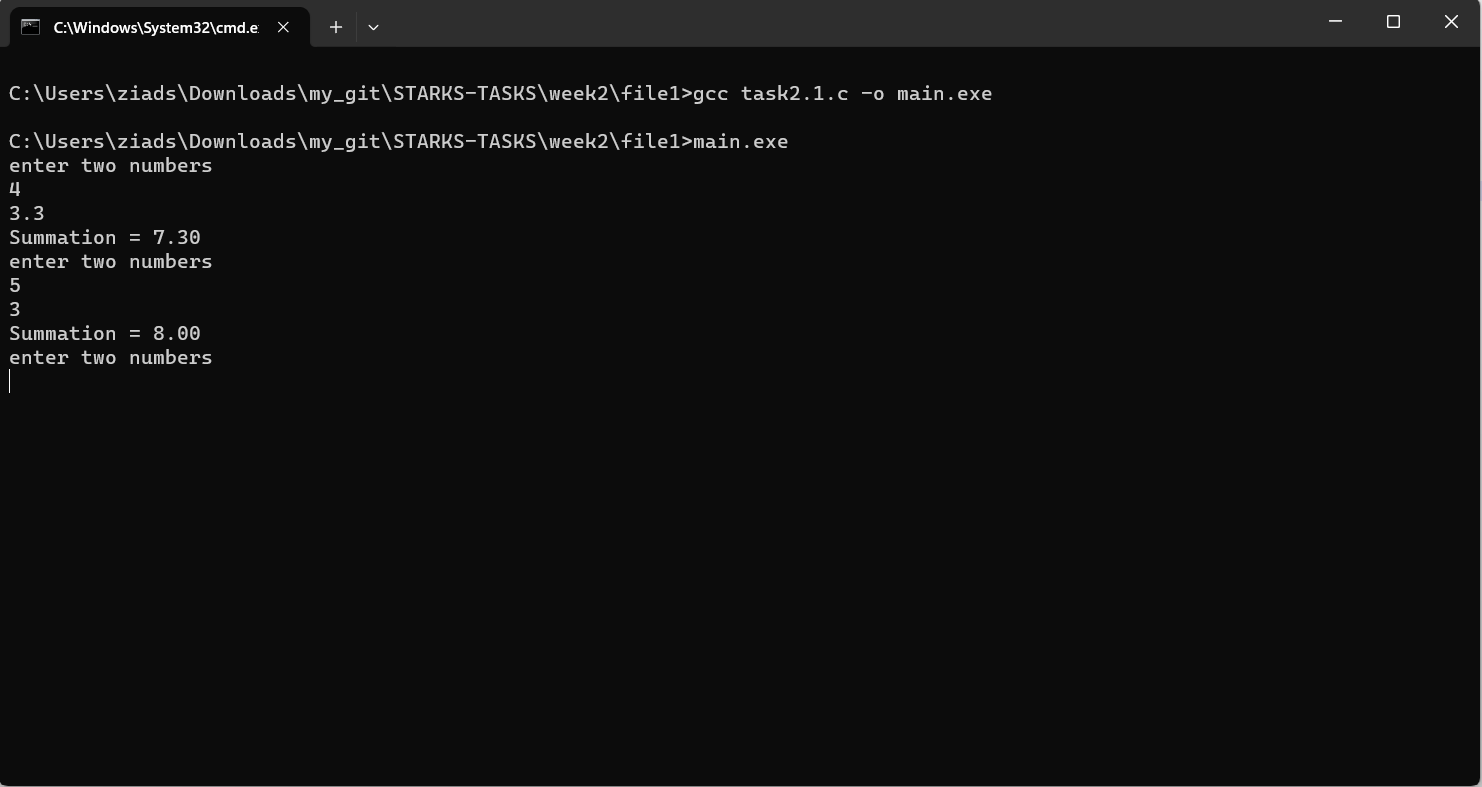 C:\Windows\System32\cmd.e
C:\Users\ziads\Downloads\my_git\STARKS-TASKS\week2\file1>gcc task2.1.c -o main.exe
C:\Users\ziads\Downloads\my_git\STARKS-TASKS\week2\file1>main.exe
enter two numbers
4
3.3
Summation = 7.30
enter two numbers
5
3
Summation = 8.00
enter two numbers